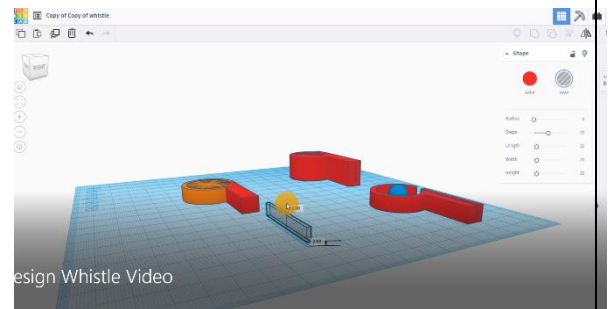 Copy of Copy of whistle
Shape
Solid
Hole
Radius
Steps
Length
Width
Height
esign Whistle Video